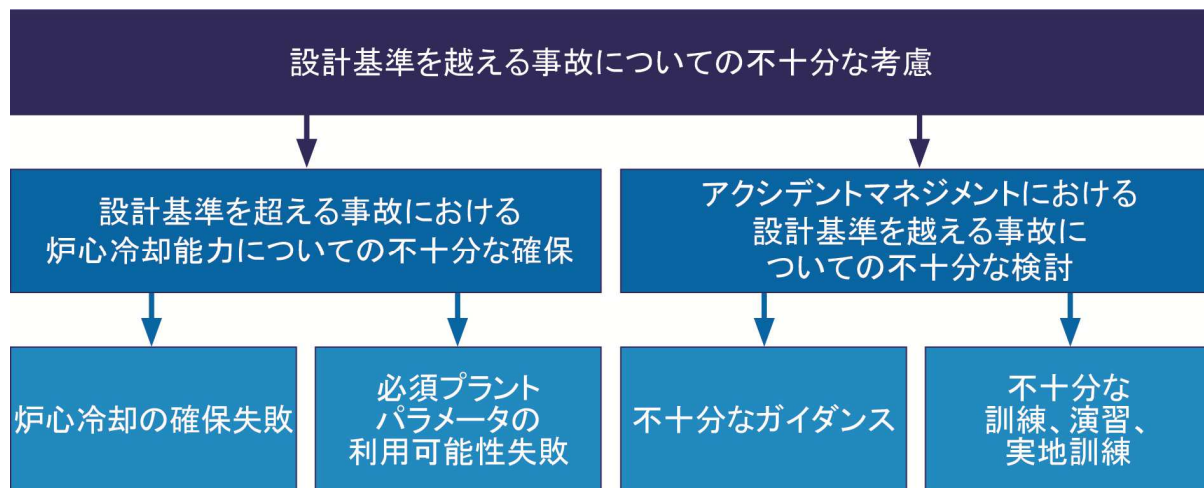 設計基準を越える事故についての不十分な考慮
設計基準を超える事故における
炉心冷却能力についての不十分な確保
アクシデントマネジメントにおける
設計基準を越える事故に
ついての不十分な検討
炉心冷却の確保失敗
必須プラント
パラメータの
利用可能性失敗
不十分なガイダンス
不十分な
訓練、演習、
実地訓練